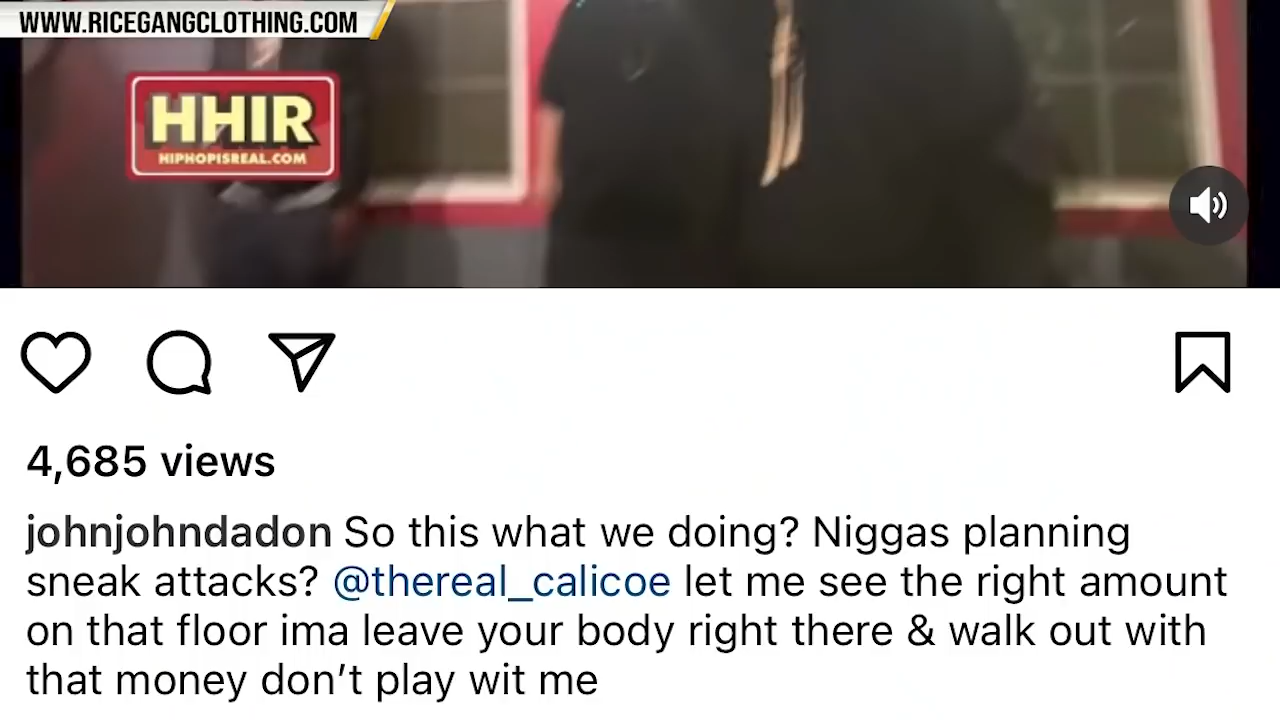 WWW.RICEGANGCLOTHING.COM
HHIR
HIPHOPISREAL.COM
4,685 views
johnjohndadon So this what we doing? Niggas planning
sneak attacks? @thereal_calicoe let me see the right amount
on that floor ima leave your body right there & walk out with
that money don’t play wit me